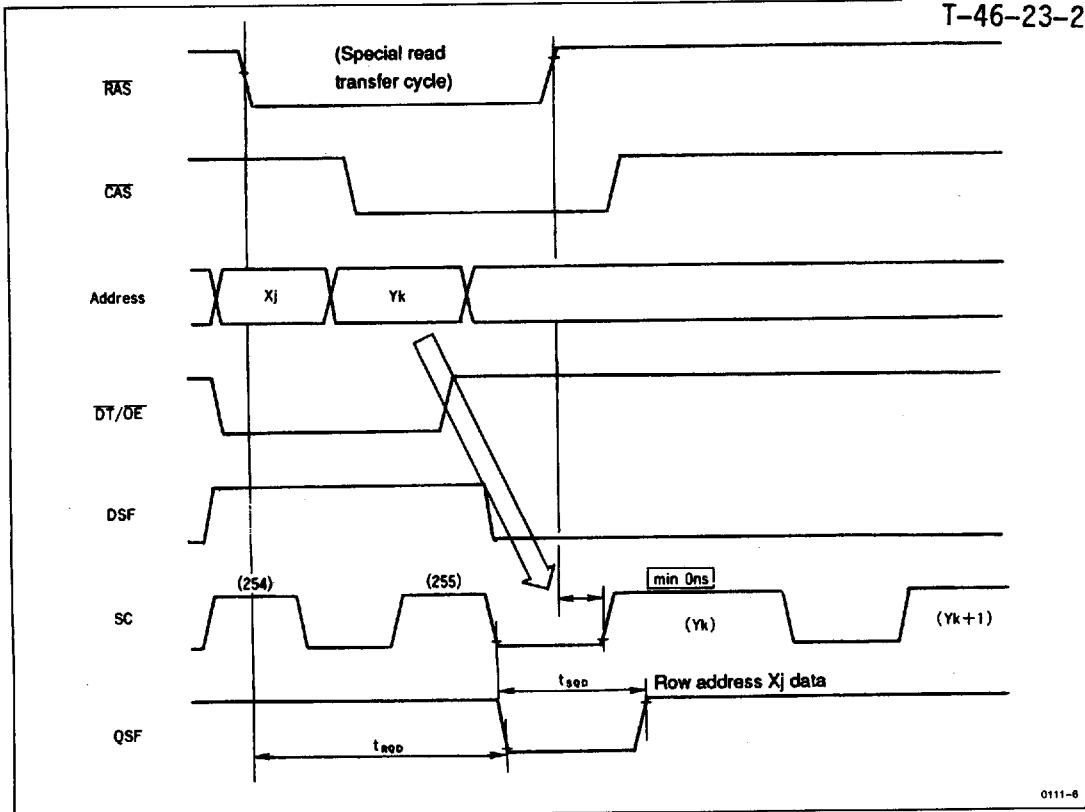 T-46-23-2
(Special read
transfer cycle)
RAS
CAS
Address
Xj
Yk
DT/OE
DSF
(254)
(255)
min 0ns
SC
(Yk)
(Yk+1)
tSQD
Row address Xj data
QSF
tRQD
0111-6